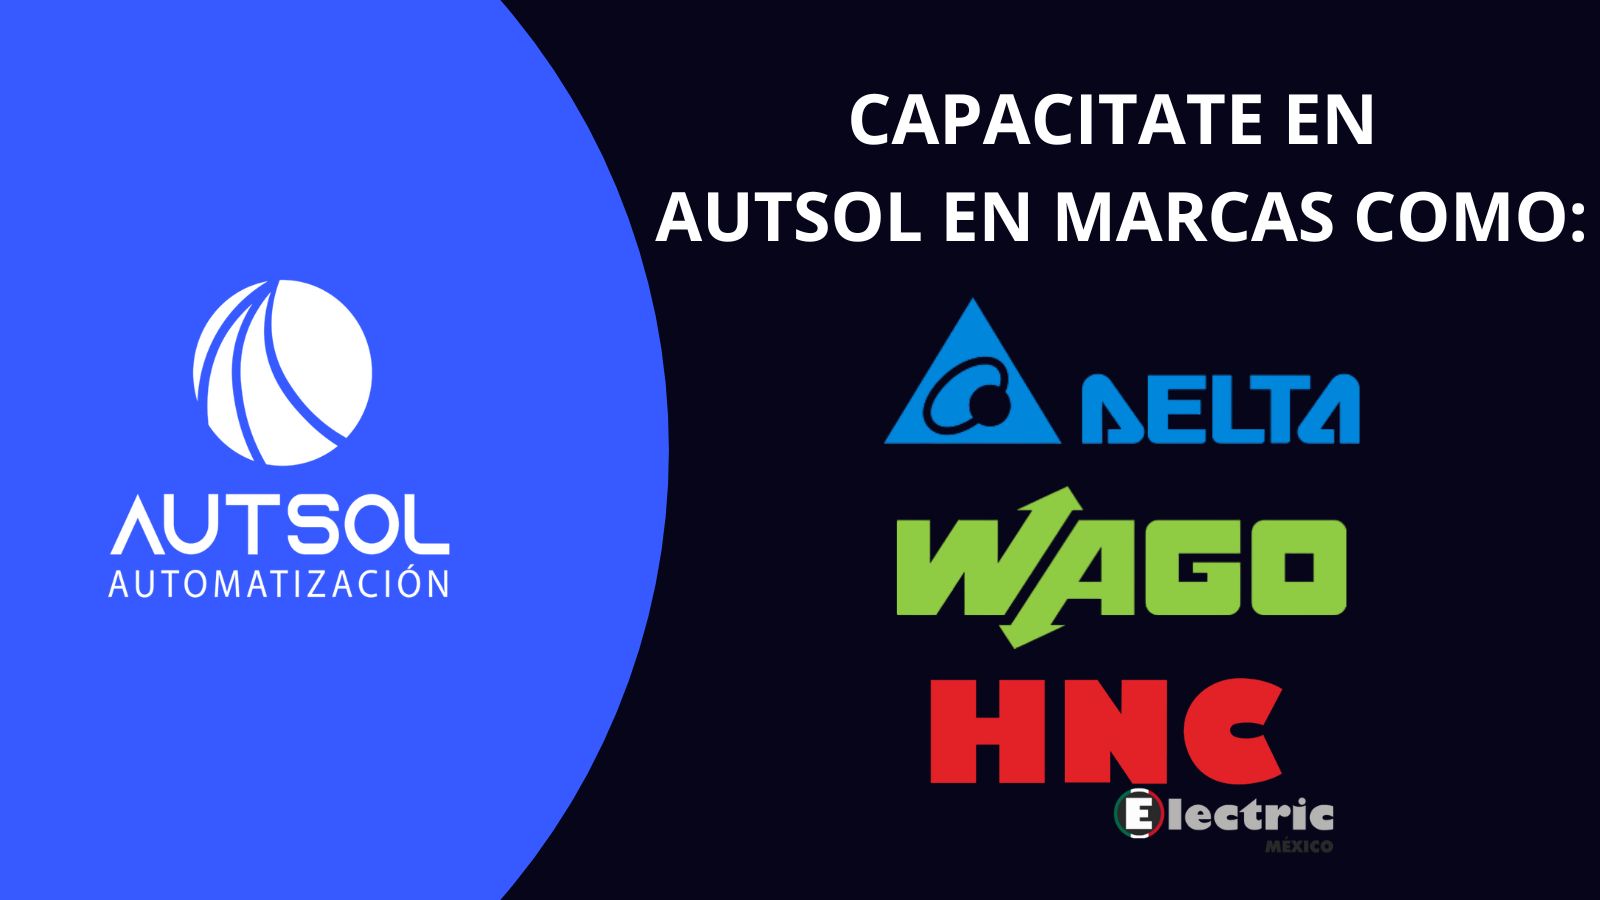 CAPACITATE EN
AUTSOL EN MARCAS COMO:
AUTSOL
AUTOMATIZACIÓN
DELTA
WAGO
HNC
Electric
MÉXICO